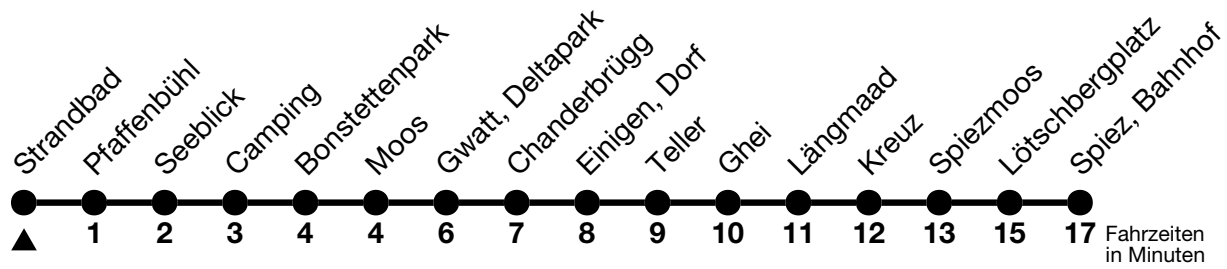 Strandbad
Pfaffenbühl
Seeblick
Camping
Bonstettenpark
Moos
Gwatt, Deltapark
Chanderbrügg
Einigen, Dorf
Teller
Ghei
Längmaad
Kreuz
Spiezmoos
Lötschbergplatz
Spiez, Bahnhof
1 2 3 4 4 6 7 8 9 10 11 12 13 15 17 Fahrzeiten
in Minuten